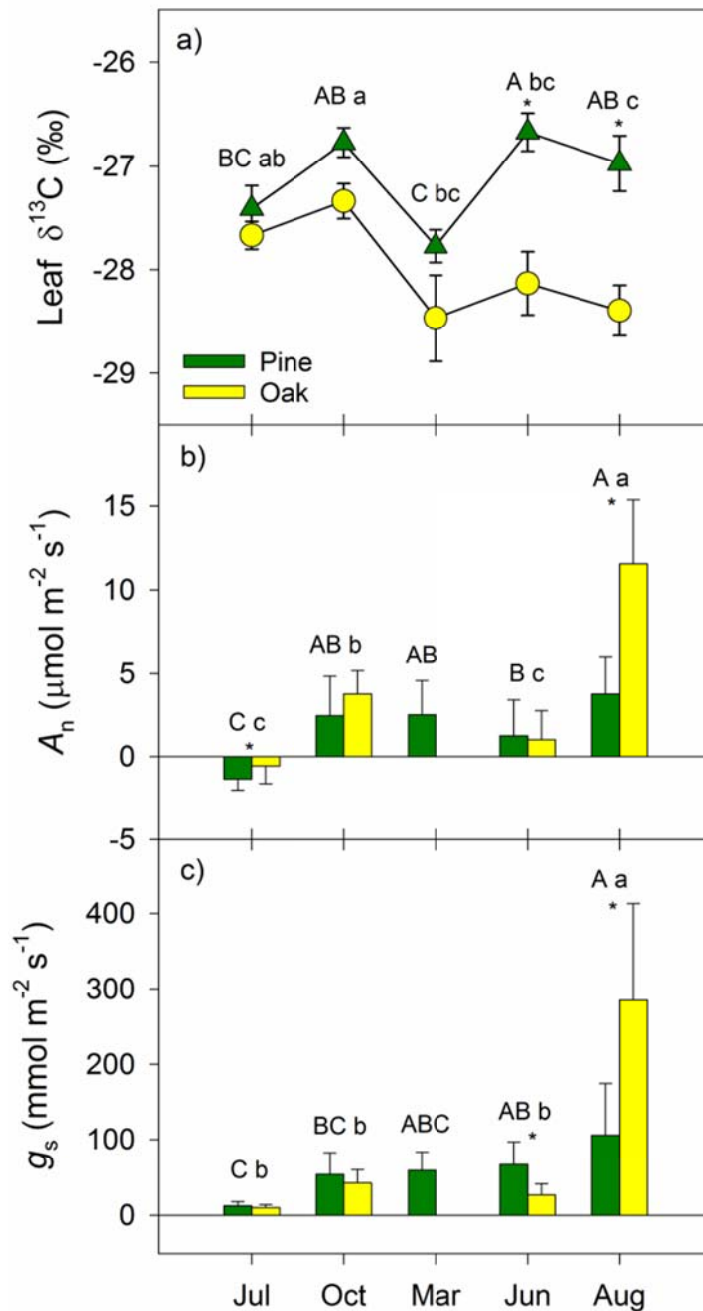 a)
-26
AB a
A bc
*
AB c
*
BC ab
-27
C bc
Leaf δ¹³C (‰)
-28
Pine
Oak
-29
b)
A a
*
15
10
AB b
AB
B c
5
C c
*
0
-5
Aₙ (μmol m⁻² s⁻¹)
c)
A a
*
400
300
200
AB b
*
BC b
ABC
100
C b
0
gₛ (mmol m⁻² s⁻¹)
Jul Oct Mar Jun Aug